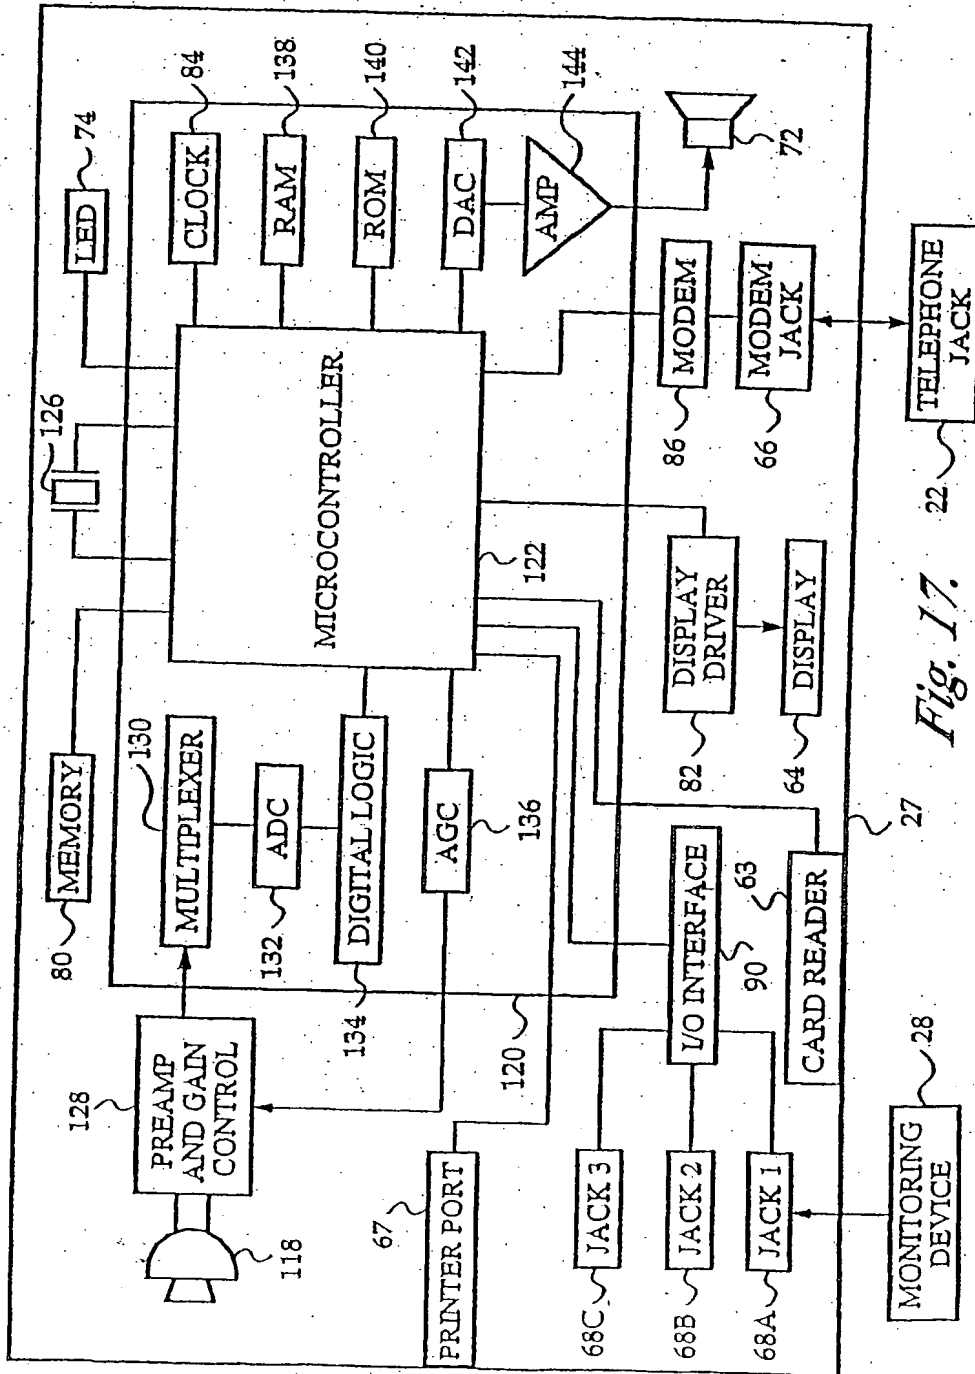 74
LED
84
CLOCK
138
RAM
140
ROM
142
DAC
144
AMP
72
126
MICROCONTROLLER
122
MODEM
86
MODEM
JACK
66
TELEPHONE
JACK
22
MEMORY
80
130
MULTIPLEXER
ADC
132
DIGITAL LOGIC
134
AGC
136
120
DISPLAY
DRIVER
82
DISPLAY
64
128
PREAMP
AND GAIN
CONTROL
118
67
PRINTER PORT
I/O INTERFACE
90
63
CARD READER
27
JACK 3
68C
JACK 2
68B
JACK 1
68A
28
MONITORING
DEVICE
Fig. 17.